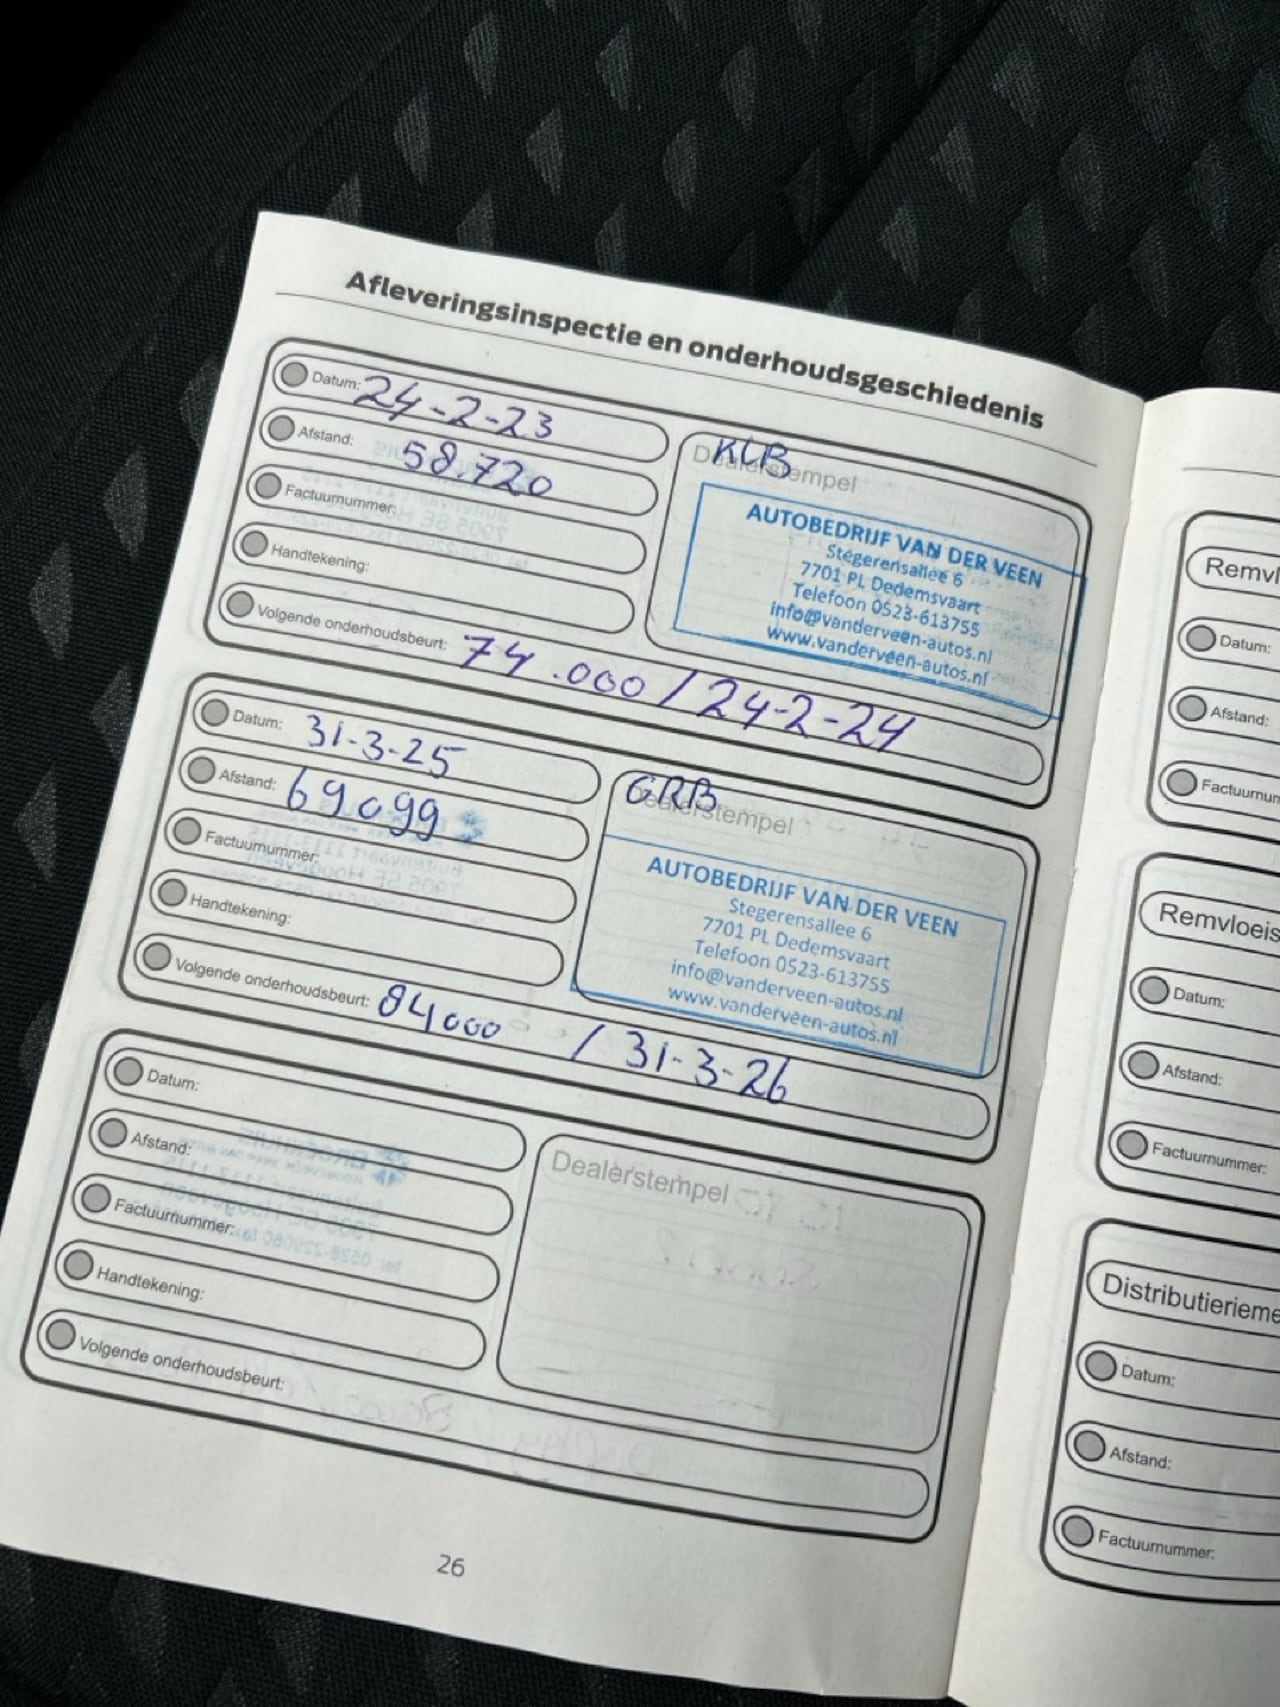 Afleveringsinspectie en onderhoudsgeschiedenis
Datum: 24-2-23
Afstand: 58.720
Factuurnummer:
Handtekening:
Volgende onderhoudsbeurt: 74.000 / 24-2-24
KLB
Dealerstempel
AUTOBEDRIJF VAN DER VEEN
Stegerensallee 6
7701 PL Dedemsvaart
Telefoon 0523-613755
info@vanderveen-autos.nl
www.vanderveen-autos.nl
Datum: 31-3-25
Afstand: 69099
Factuurnummer:
Handtekening:
Volgende onderhoudsbeurt: 84000 / 31-3-26
GRB
Dealerstempel
AUTOBEDRIJF VAN DER VEEN
Stegerensallee 6
7701 PL Dedemsvaart
Telefoon 0523-613755
info@vanderveen-autos.nl
www.vanderveen-autos.nl
Datum:
Afstand:
Factuurnummer:
Handtekening:
Volgende onderhoudsbeurt:
Dealerstempel
26
Remvl
Datum:
Afstand:
Factuurnum
Remvloeis
Datum:
Afstand:
Factuurnummer:
Distributierieme
Datum:
Afstand:
Factuurnummer: